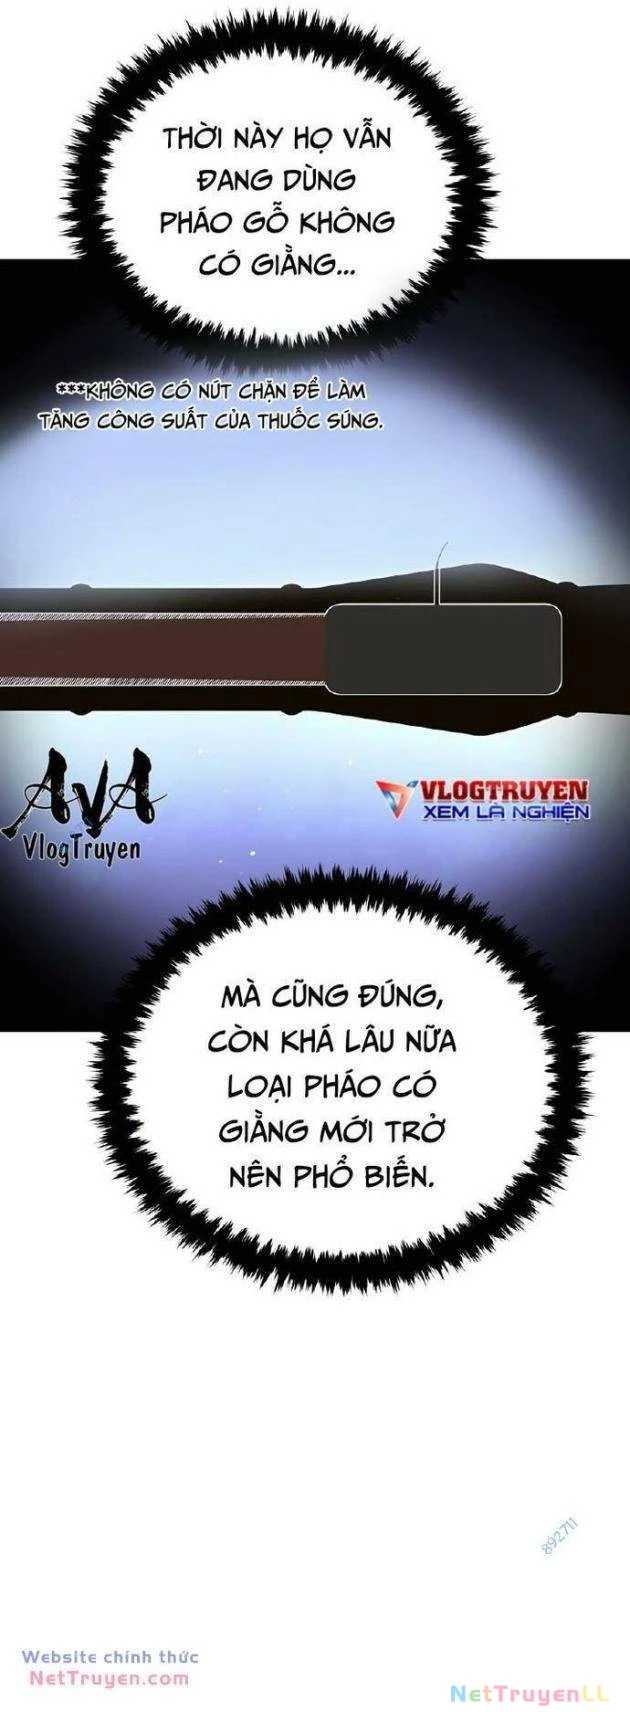 THỜI NÀY HỌ VẪN
ĐANG DÙNG
PHÁO GỖ KHÔNG
CÓ GIẰNG...
***KHÔNG CÓ NÚT CHẶN ĐỂ LÀM
TĂNG CÔNG SUẤT CỦA THUỐC SÚNG.
AVA
VlogTruyen
VLOGTRUYEN
XEM LÀ NGHIỆN
MÀ CŨNG ĐÚNG,
CÒN KHÁ LÂU NỮA
LOẠI PHÁO CÓ
GIẰNG MỚI TRỞ
NÊN PHỔ BIẾN.
892711
Website chính thức
NetTruyen.com
NetTruyenLL